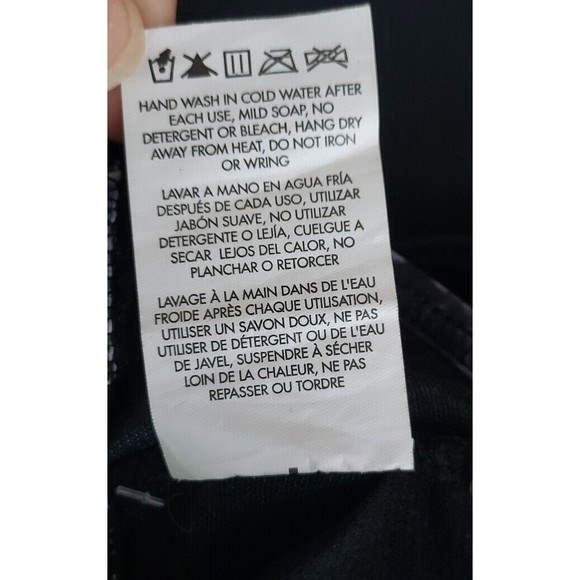 HAND WASH IN COLD WATER AFTER
EACH USE, MILD SOAP, NO
DETERGENT OR BLEACH, HANG DRY
AWAY FROM HEAT, DO NOT IRON
OR WRING
LAVAR A MANO EN AGUA FRÍA
DESPUÉS DE CADA USO, UTILIZAR
JABÓN SUAVE, NO UTILIZAR
DETERGENTE O LEJÍA, CUELGUE A
SECAR LEJOS DEL CALOR, NO
PLANCHAR O RETORCER
LAVAGE À LA MAIN DANS DE L'EAU
FROIDE APRÈS CHAQUE UTILISATION,
UTILISER UN SAVON DOUX, NE PAS
UTILISER DE DÉTERGENT OU DE L'EAU
DE JAVEL, SUSPENDRE À SÉCHER
LOIN DE LA CHALEUR, NE PAS
REPASSER OU TORDRE